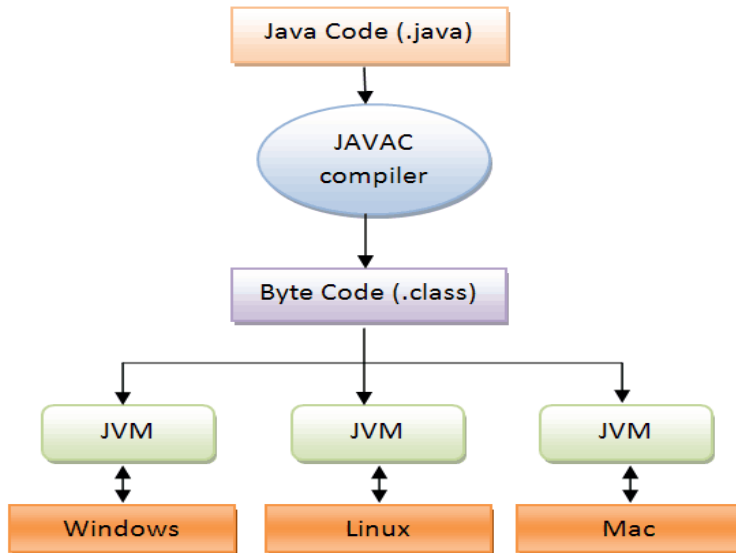 Java Code (.java)
JAVAC
compiler
Byte Code (.class)
JVM
JVM
JVM
Windows
Linux
Mac